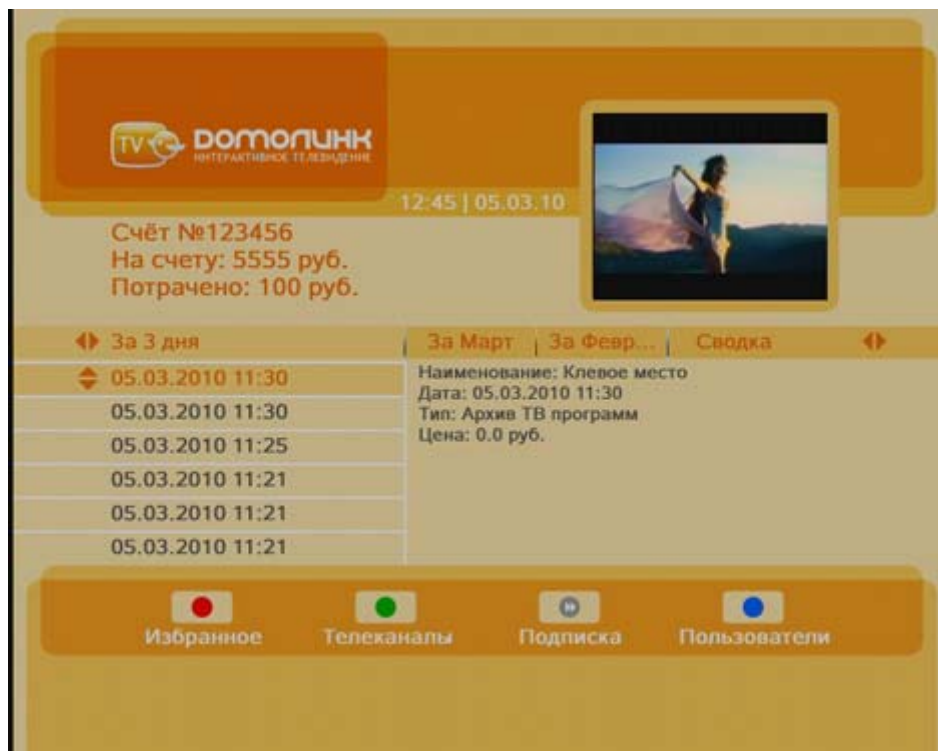 TV
Домолинк
ИНТЕРАКТИВНОЕ ТЕЛЕВИДЕНИЕ
12:45 | 05.03.10
Счёт №123456
На счету: 5555 руб.
Потрачено: 100 руб.
За 3 дня
За Март За Февр... Сводка
05.03.2010 11:30
05.03.2010 11:30
05.03.2010 11:25
05.03.2010 11:21
05.03.2010 11:21
05.03.2010 11:21
Наименование: Клевое место
Дата: 05.03.2010 11:30
Тип: Архив ТВ программ
Цена: 0.0 руб.
Избранное Телеканалы Подписка Пользователи